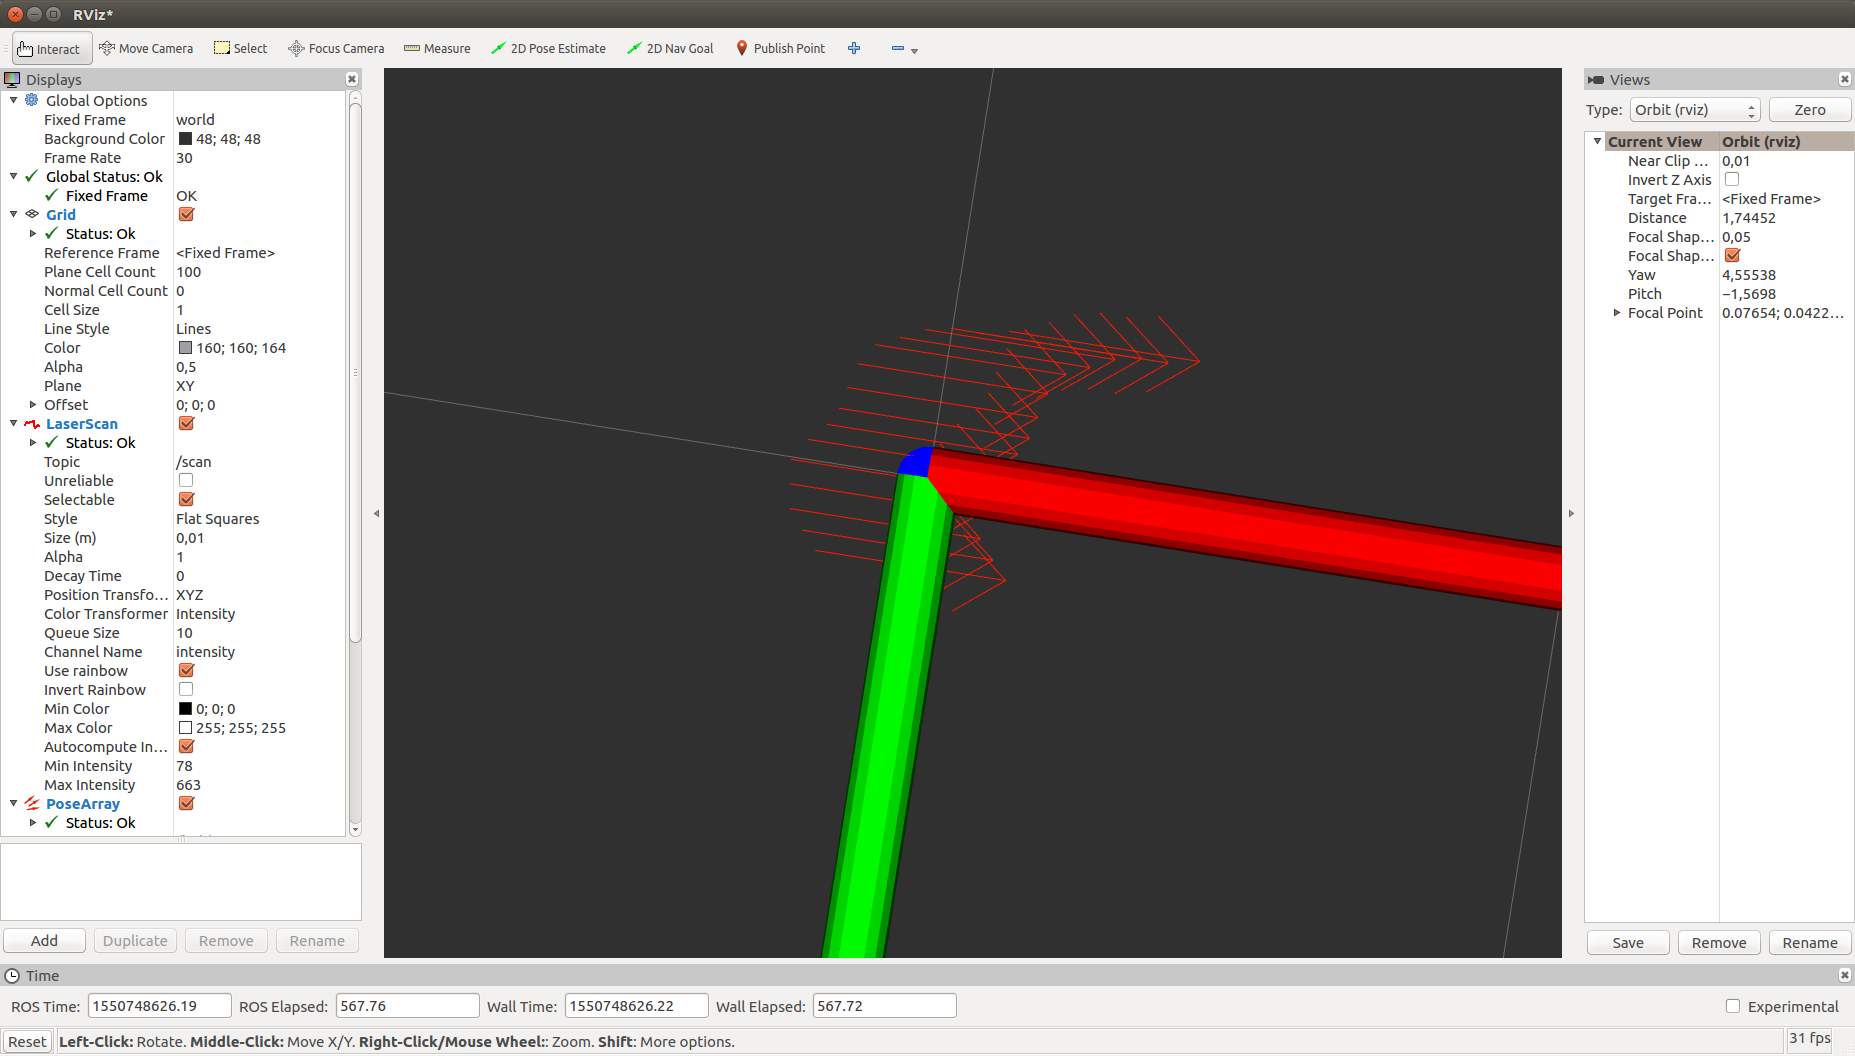 RViz*
Interact Move Camera Select Focus Camera Measure 2D Pose Estimate 2D Nav Goal Publish Point
Displays
Global Options
Fixed Frame world
Background Color 48; 48; 48
Frame Rate 30
Global Status: Ok
Fixed Frame OK
Grid
Status: Ok
Reference Frame <Fixed Frame>
Plane Cell Count 100
Normal Cell Count 0
Cell Size 1
Line Style Lines
Color 160; 160; 164
Alpha 0,5
Plane XY
Offset 0; 0; 0
LaserScan
Status: Ok
Topic /scan
Unreliable
Selectable
Style Flat Squares
Size (m) 0,01
Alpha 1
Decay Time 0
Position Transfo... XYZ
Color Transformer Intensity
Queue Size 10
Channel Name intensity
Use rainbow
Invert Rainbow
Min Color 0; 0; 0
Max Color 255; 255; 255
Autocompute In...
Min Intensity 78
Max Intensity 663
PoseArray
Status: Ok
Add Duplicate Remove Rename
Views
Type: Orbit (rviz) Zero
Current View Orbit (rviz)
Near Clip ... 0,01
Invert Z Axis
Target Fra... <Fixed Frame>
Distance 1,74452
Focal Shap... 0,05
Focal Shap...
Yaw 4,55538
Pitch −1,5698
Focal Point 0.07654; 0.0422...
Save Remove Rename
Time
ROS Time: 1550748626.19 ROS Elapsed: 567.76 Wall Time: 1550748626.22 Wall Elapsed: 567.72 Experimental
Reset Left-Click: Rotate. Middle-Click: Move X/Y. Right-Click/Mouse Wheel:: Zoom. Shift: More options. 31 fps